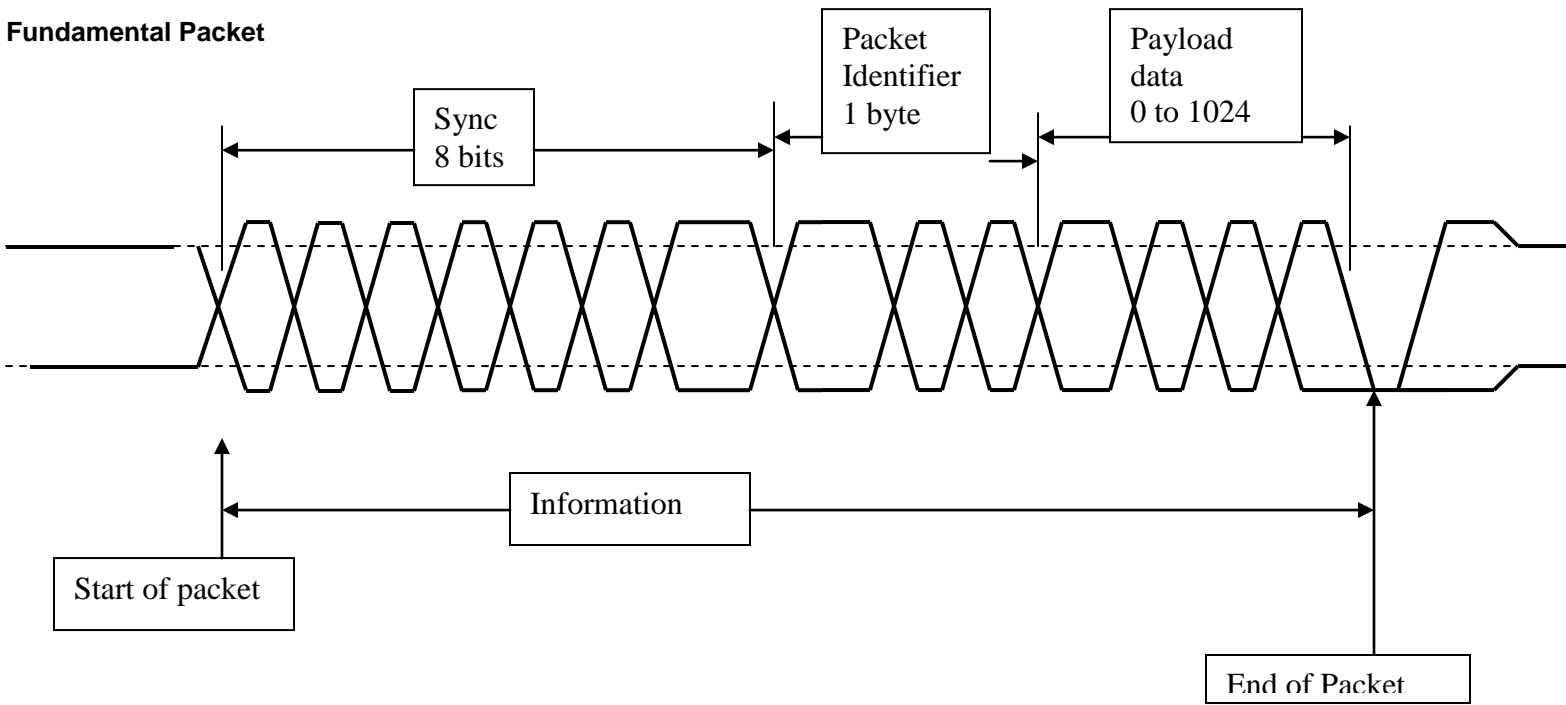 Fundamental Packet
Packet
Identifier
1 byte
Payload
data
0 to 1024
Sync
8 bits
Information
Start of packet
End of Packet